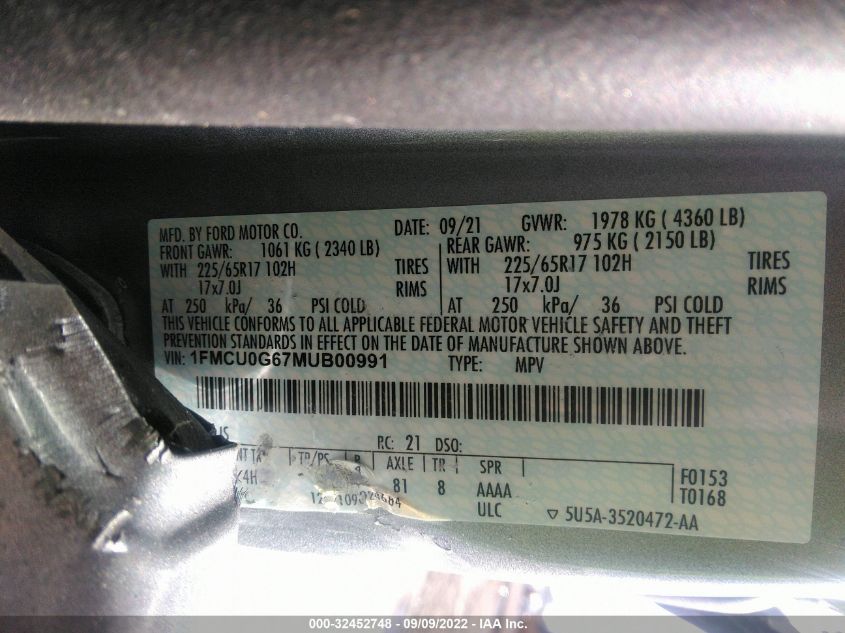 MFD. BY FORD MOTOR CO. DATE: 09/21 GVWR: 1978 KG ( 4360 LB)
FRONT GAWR: 1061 KG ( 2340 LB) REAR GAWR: 975 KG ( 2150 LB)
WITH 225/65R17 102H TIRES WITH 225/65R17 102H TIRES
17x7.0J RIMS 17x7.0J RIMS
AT 250 kPa/ 36 PSI COLD AT 250 kPa/ 36 PSI COLD
THIS VEHICLE CONFORMS TO ALL APPLICABLE FEDERAL MOTOR VEHICLE SAFETY AND THEFT
PREVENTION STANDARDS IN EFFECT ON THE DATE OF MANUFACTURE SHOWN ABOVE.
VIN: 1FMCU0G67MUB00991 TYPE: MPV
RC: 21 DSO:
AXLE TR SPR F0153
4H 81 8 AAAA T0168
ULC ▽ 5U5A-3520472-AA
000-32452748 - 09/09/2022 - IAA Inc.